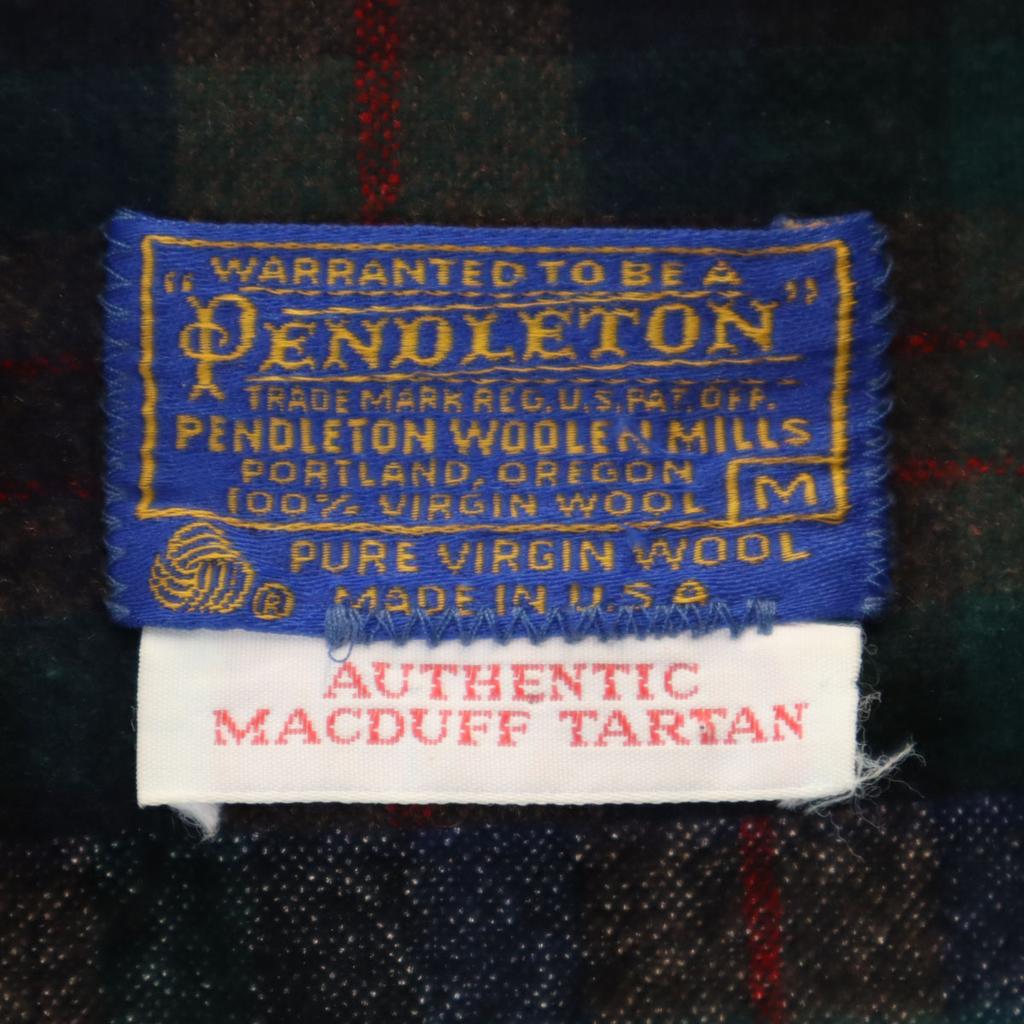 WARRANTED TO BE A
"PENDLETON"
TRADE MARK REG. U.S. PAT. OFF.
PENDLETON WOOLEN MILLS
PORTLAND, OREGON
100% VIRGIN WOOL
M
PURE VIRGIN WOOL
® MADE IN U.S.A
AUTHENTIC
MACDUFF TARTAN